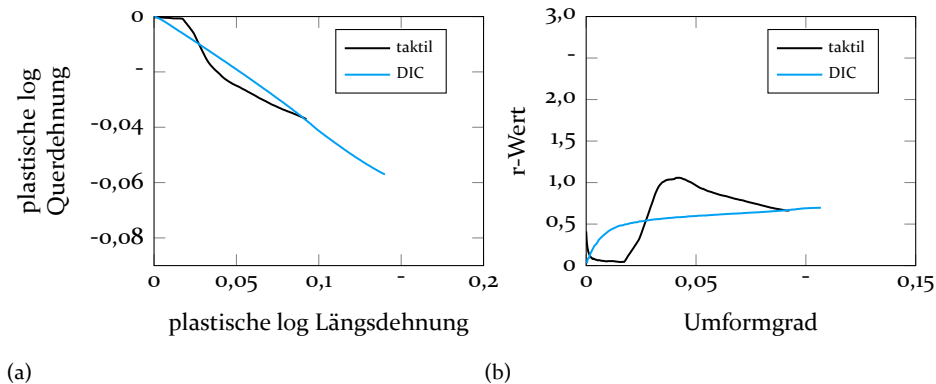 0
-
-0,04
-0,06
-0,08
0
0,05
0,1
-
0,2
plastische log
Querdehnung
plastische log Längsdehnung
taktil
DIC
(a)
3,0
-
2,0
1,5
1,0
0,5
0
0
0,05
-
0,15
r-Wert
Umformgrad
taktil
DIC
(b)